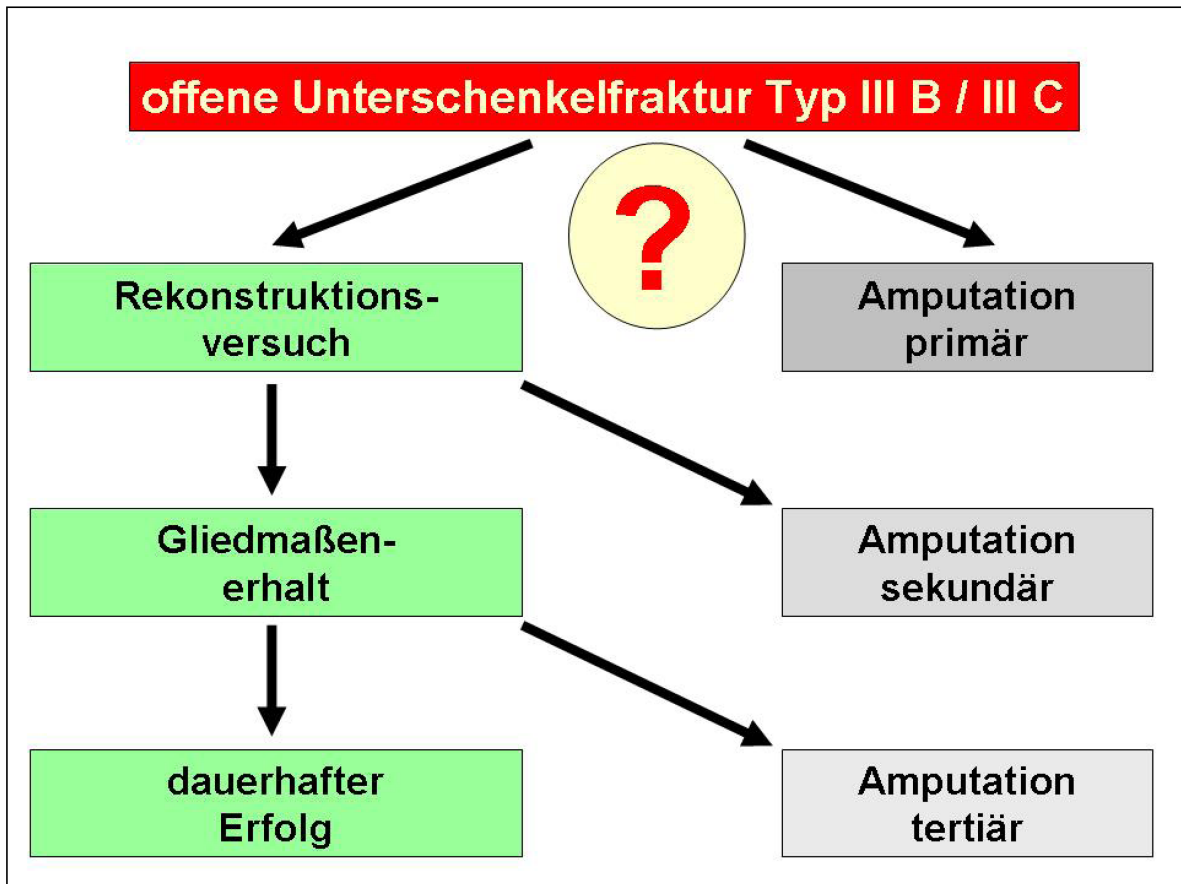 offene Unterschenkelfraktur Typ III B / III C
?
Rekonstruktions-
versuch
Amputation
primär
Gliedmaßen-
erhalt
Amputation
sekundär
dauerhafter
Erfolg
Amputation
tertiär